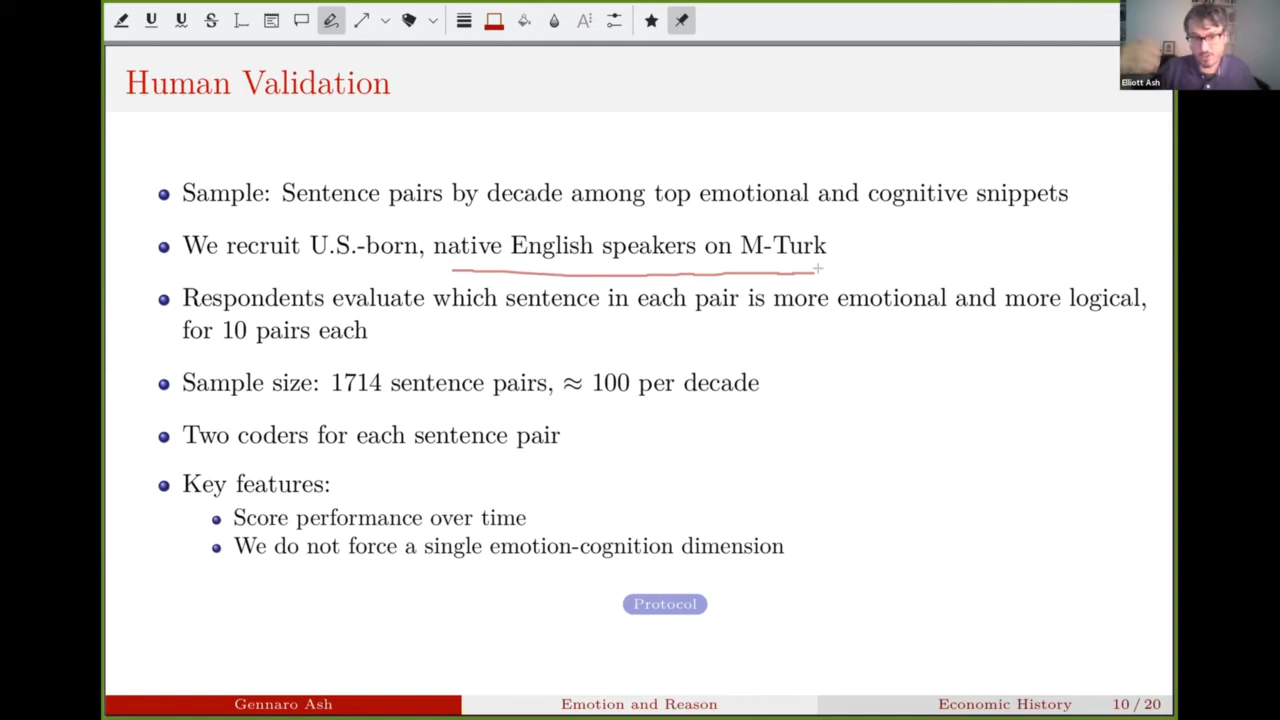 Elliott Ash
Human Validation
Sample: Sentence pairs by decade among top emotional and cognitive snippets
We recruit U.S.-born, native English speakers on M-Turk
Respondents evaluate which sentence in each pair is more emotional and more logical,
for 10 pairs each
Sample size: 1714 sentence pairs, ≈ 100 per decade
Two coders for each sentence pair
Key features:
Score performance over time
We do not force a single emotion-cognition dimension
Protocol
Gennaro Ash Emotion and Reason Economic History 10 / 20